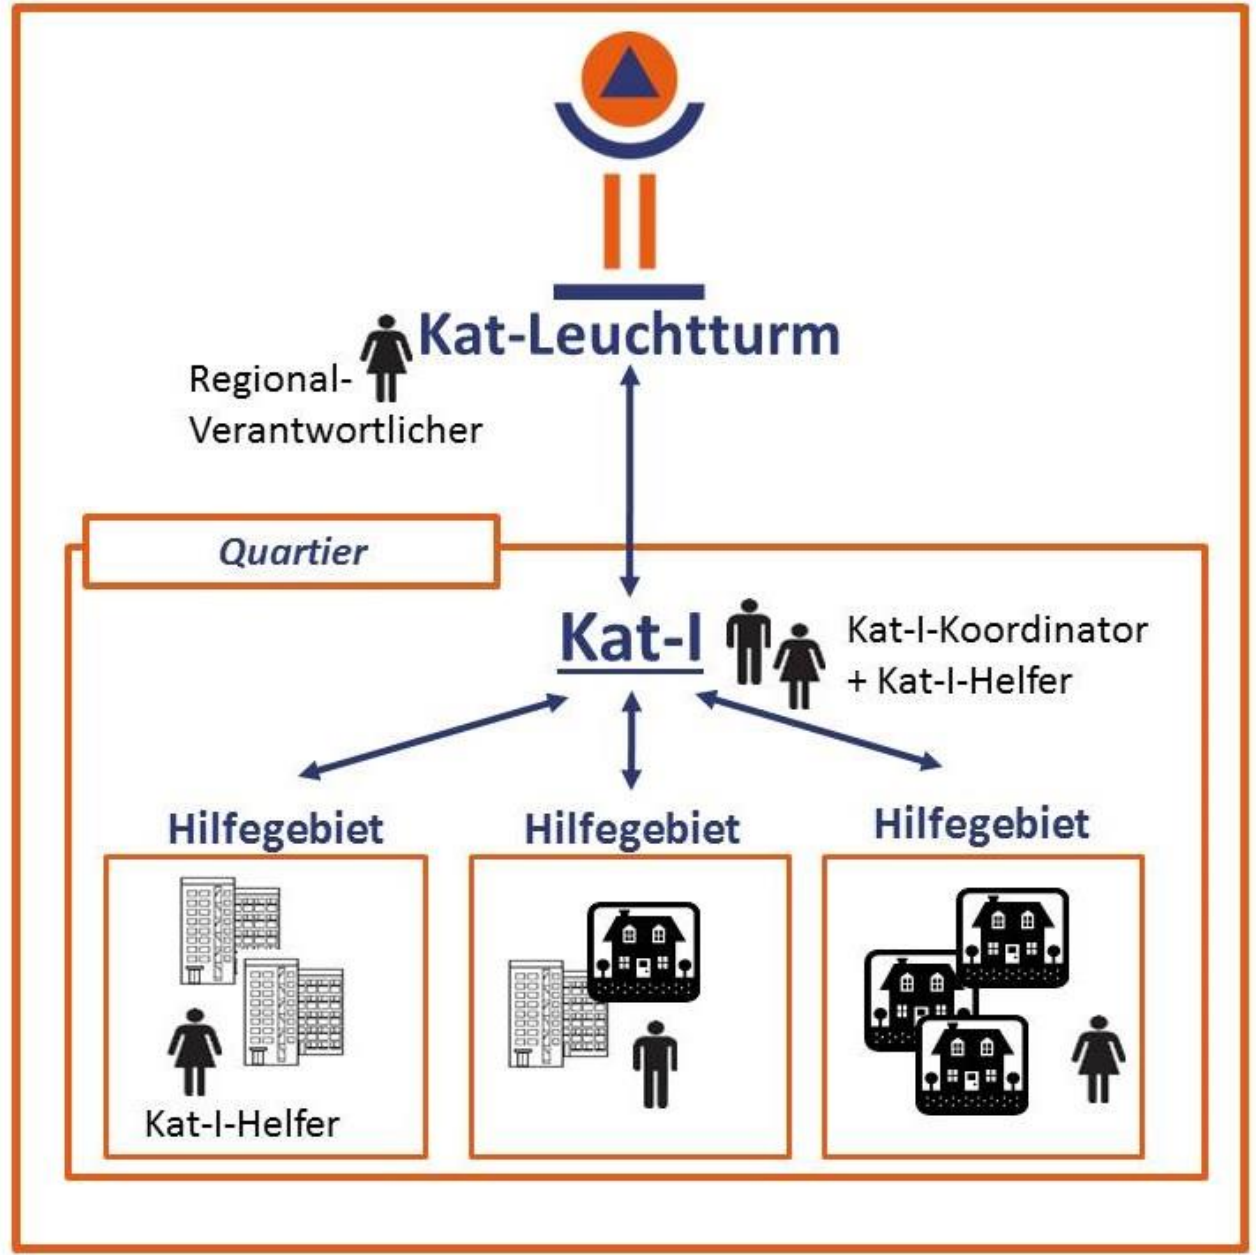 Kat-Leuchtturm
Regional-
Verantwortlicher
Quartier
Kat-I
Kat-I-Koordinator
+ Kat-I-Helfer
Hilfegebiet
Hilfegebiet
Hilfegebiet
Kat-I-Helfer